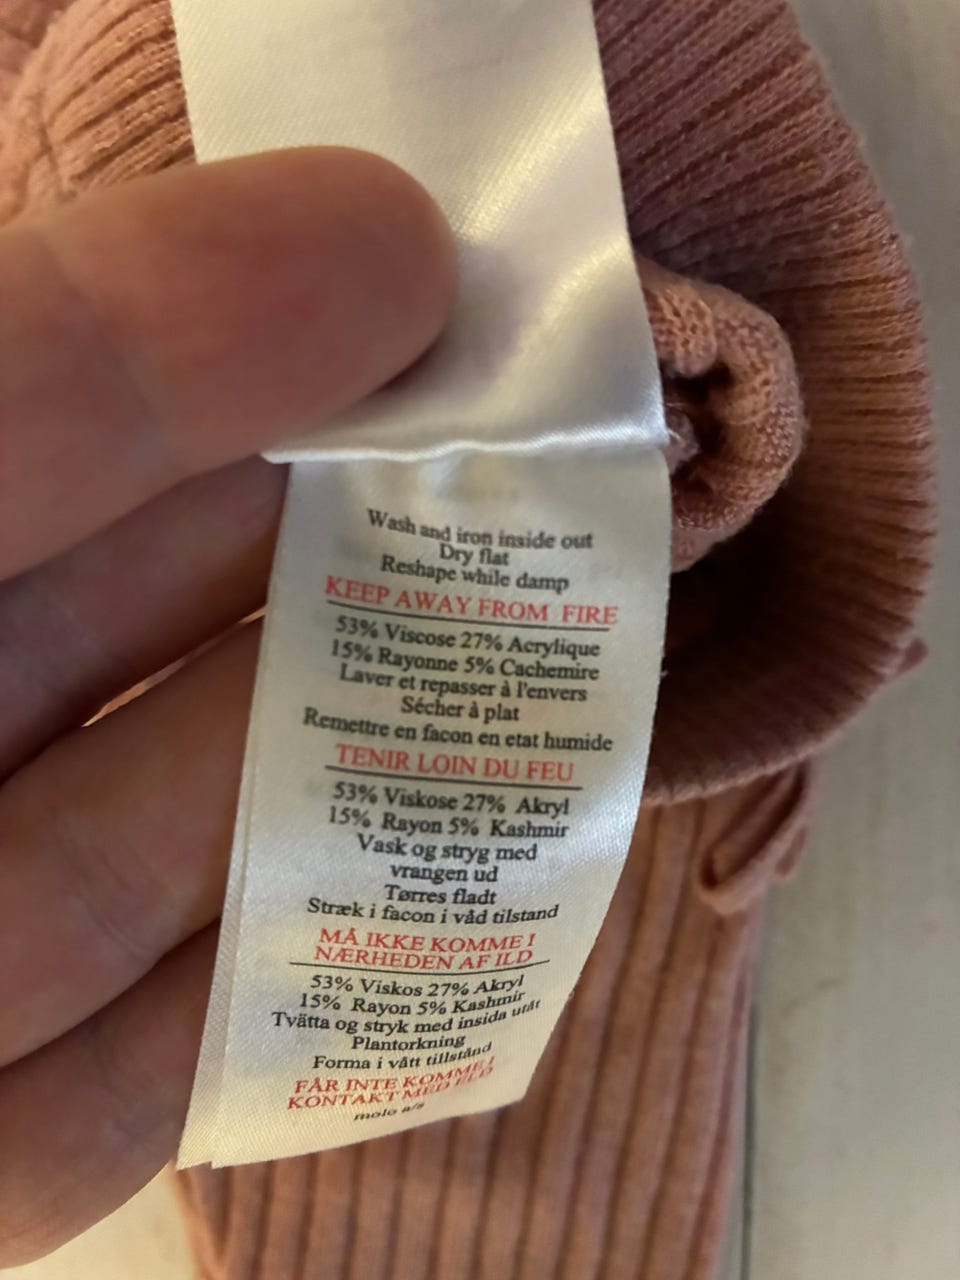 Wash and iron inside out
Dry flat
Reshape while damp
KEEP AWAY FROM FIRE
53% Viscose 27% Acrylique
15% Rayonne 5% Cachemire
Laver et repasser à l'envers
Sécher à plat
Remettre en facon en etat humide
TENIR LOIN DU FEU
53% Viskose 27% Akryl
15% Rayon 5% Kashmir
Vask og stryg med
vrangen ud
Tørres fladt
Stræk i facon i våd tilstand
MÅ IKKE KOMME I
NÆRHEDEN AF ILD
53% Viskos 27% Akryl
15% Rayon 5% Kashmir
Tvätta og stryk med insida utåt
Plantorkning
Forma i vått tillstånd
FÅR INTE KOMME I
KONTAKT MED ELD
molo a/s